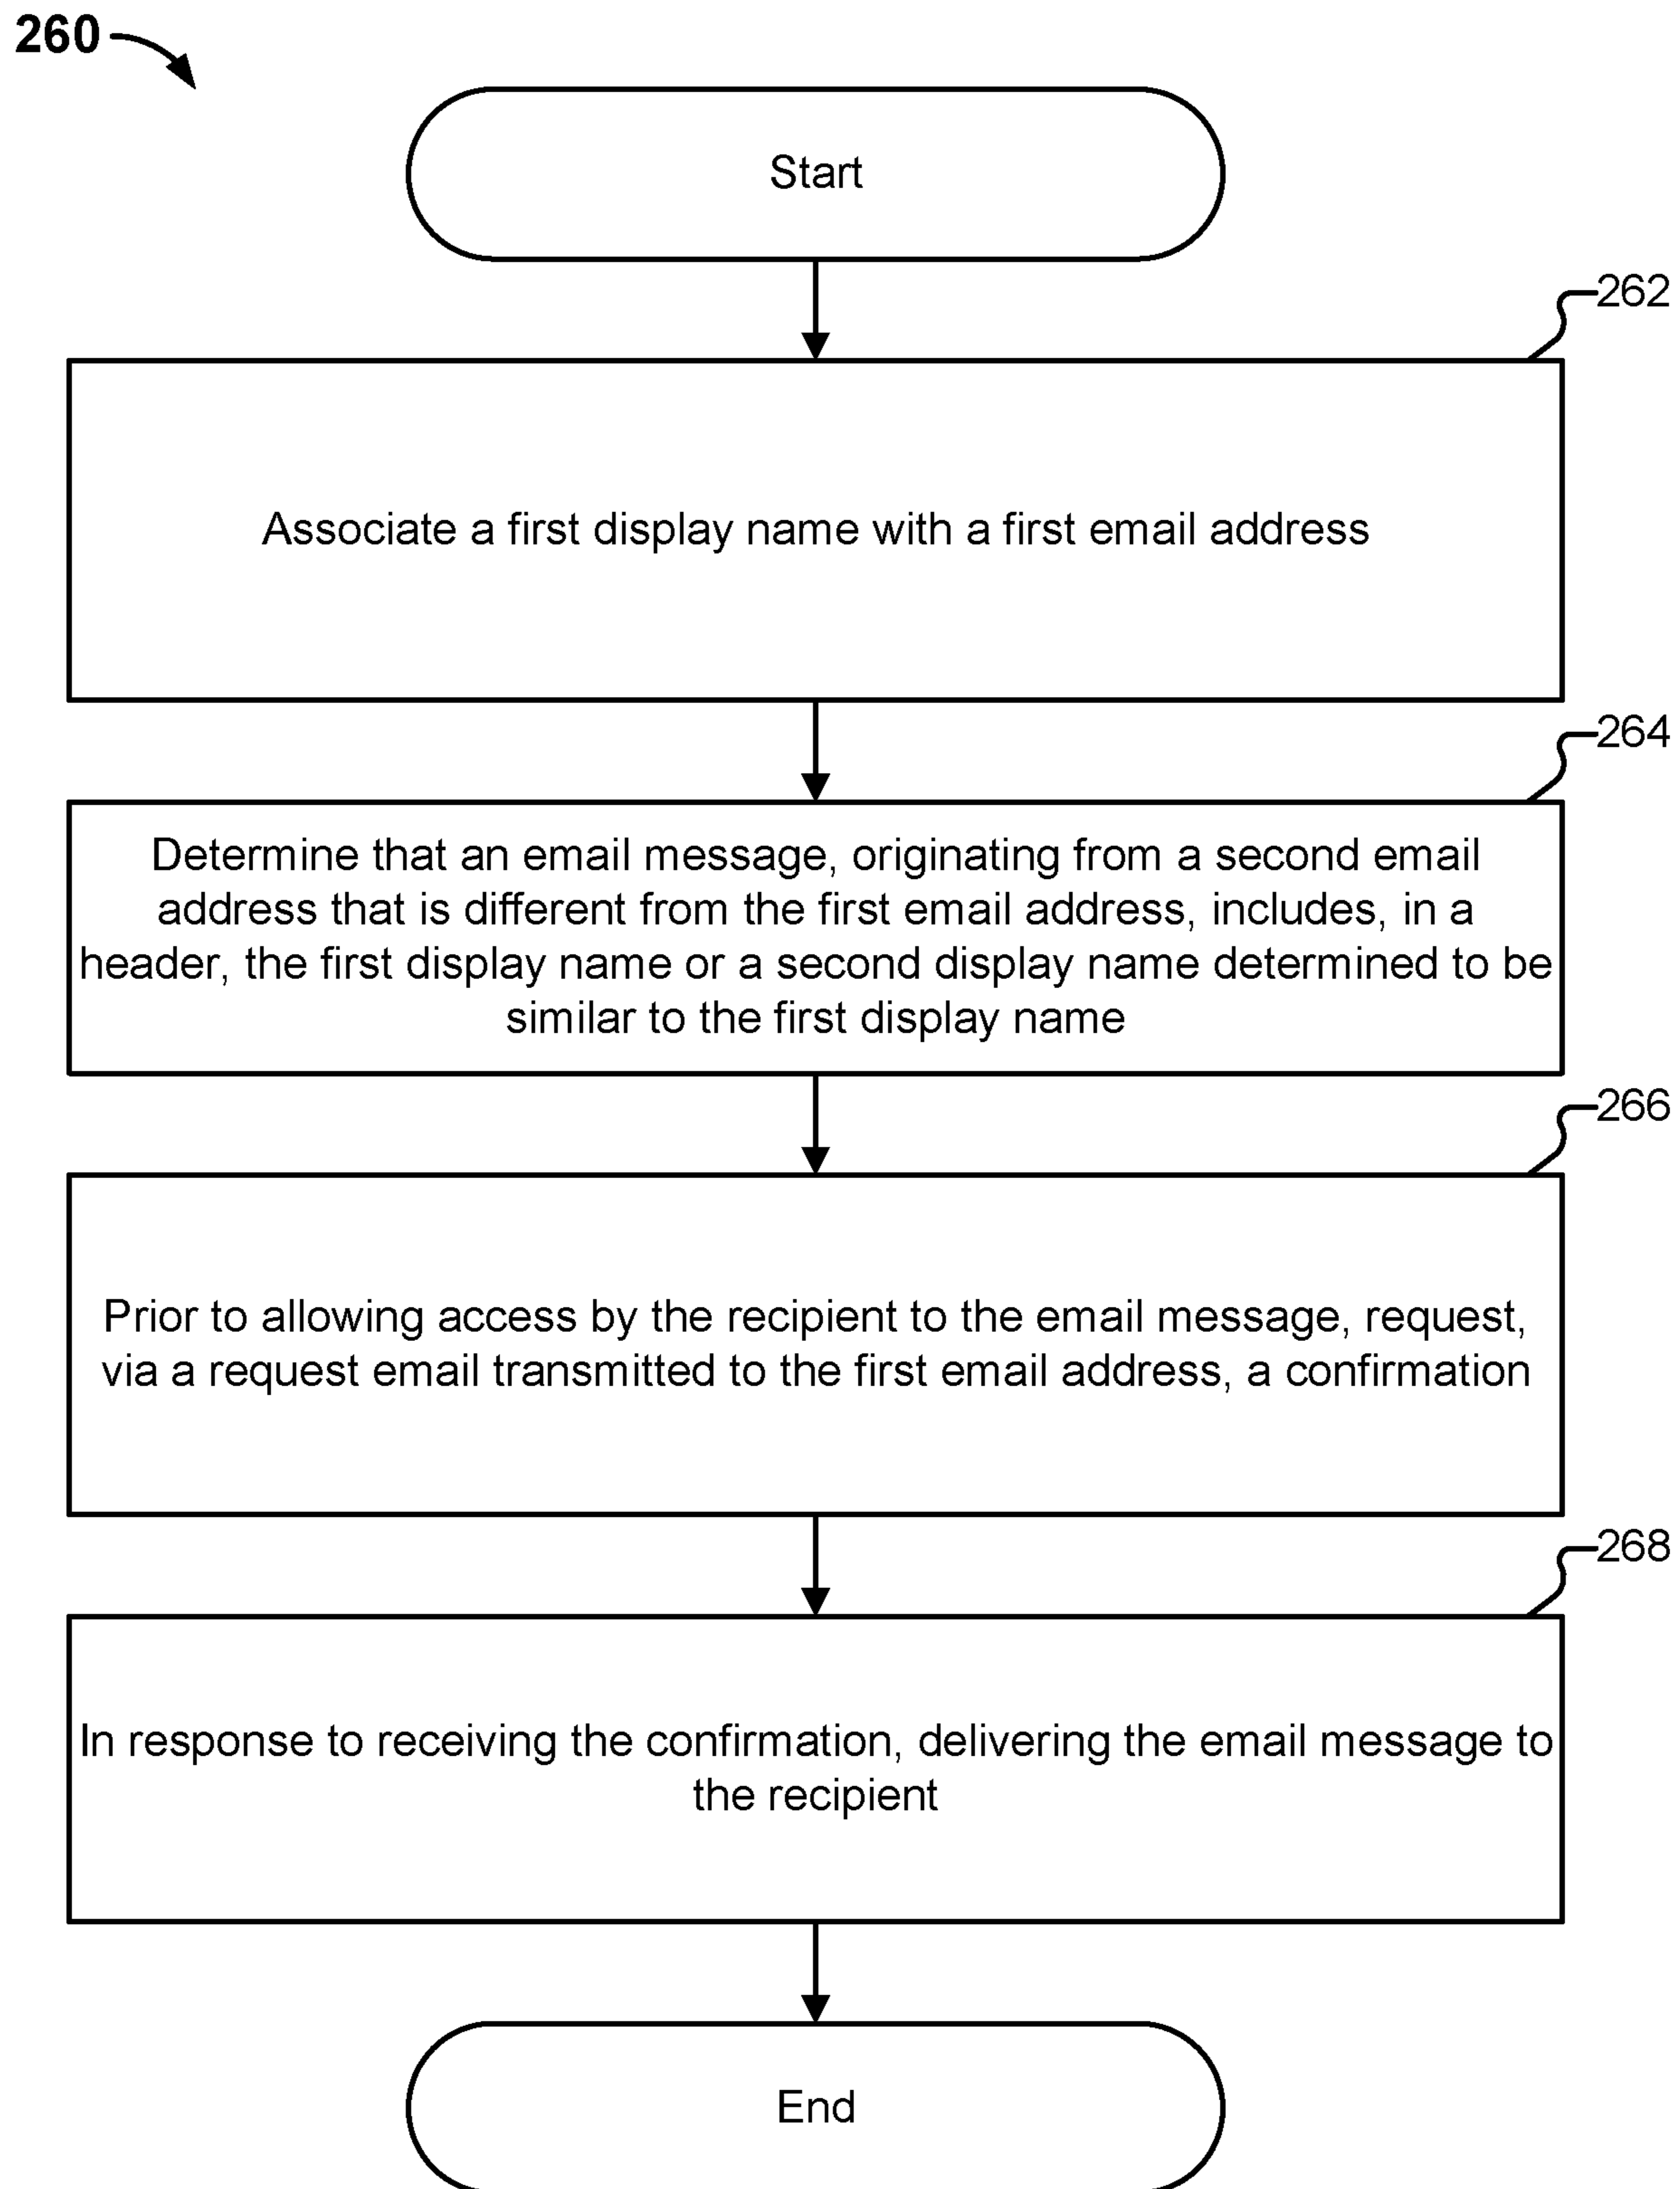 260
Start
262
Associate a first display name with a first email address
264
Determine that an email message, originating from a second email
address that is different from the first email address, includes, in a
header, the first display name or a second display name determined to be
similar to the first display name
266
Prior to allowing access by the recipient to the email message, request,
via a request email transmitted to the first email address, a confirmation
268
In response to receiving the confirmation, delivering the email message to
the recipient
End